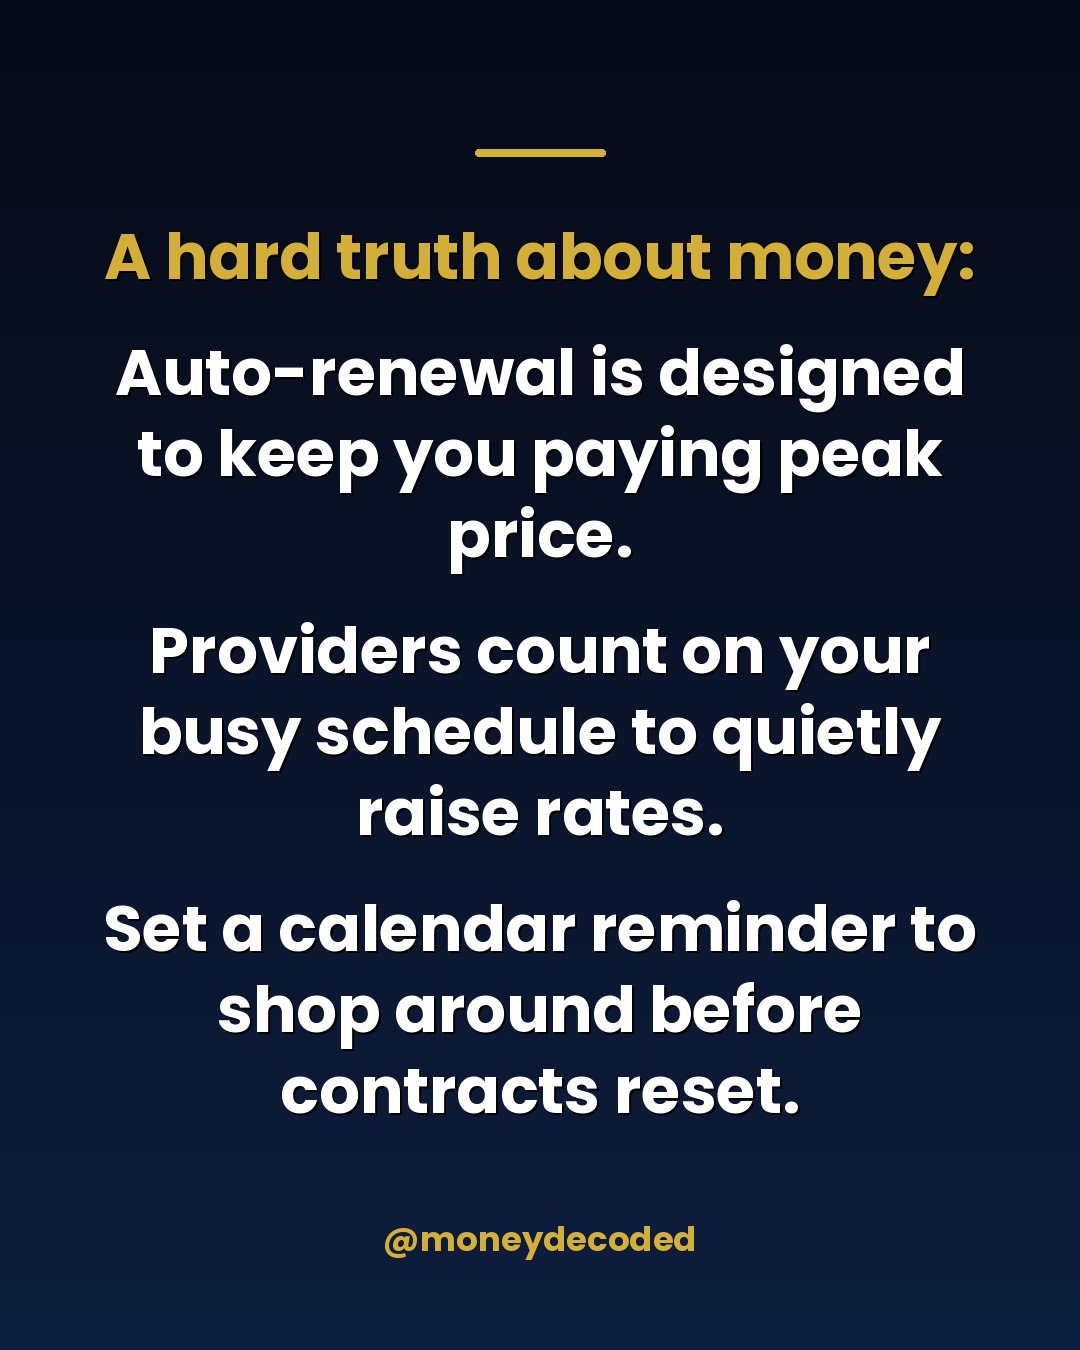 A hard truth about money:
Auto-renewal is designed
to keep you paying peak
price.
Providers count on your
busy schedule to quietly
raise rates.
Set a calendar reminder to
shop around before
contracts reset.
@moneydecoded